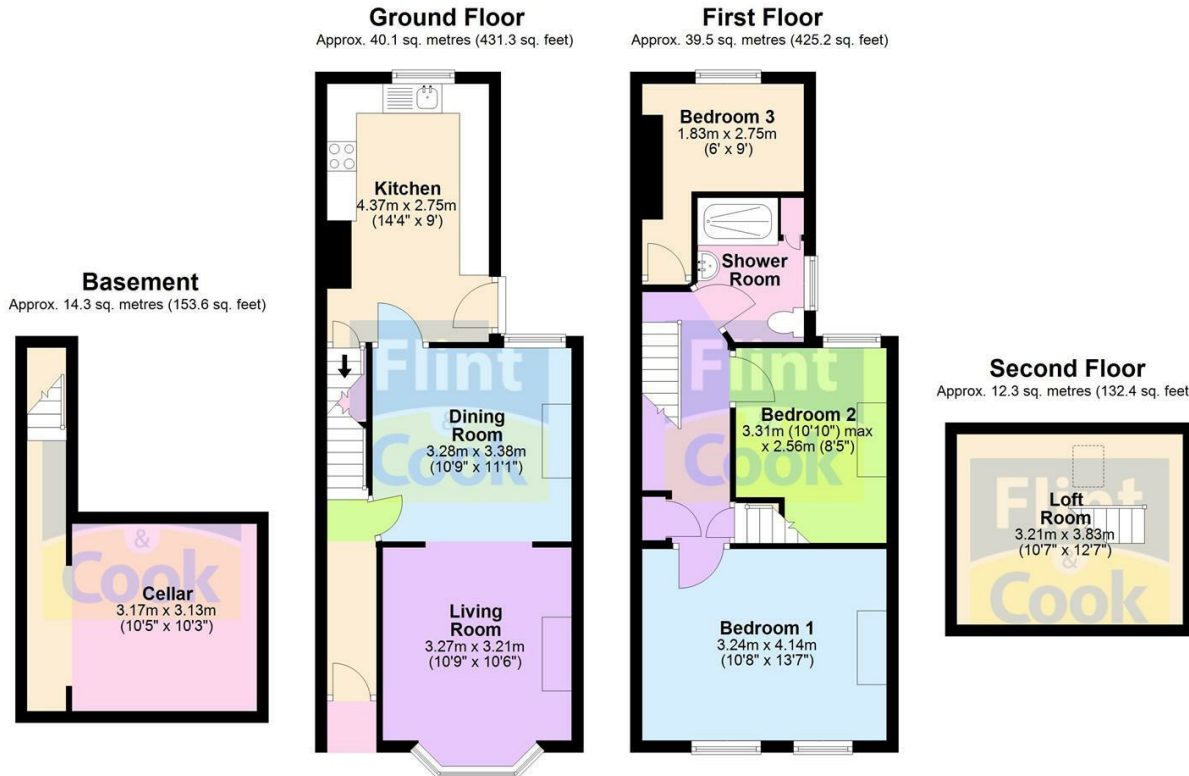 Ground Floor
Approx. 40.1 sq. metres (431.3 sq. feet)
Kitchen
4.37m x 2.75m
(14'4" x 9')
Dining
Room
3.28m x 3.38m
(10'9" x 11'1")
Living
Room
3.27m x 3.21m
(10'9" x 10'6")
Flint
&
Cook
First Floor
Approx. 39.5 sq. metres (425.2 sq. feet)
Bedroom 3
1.83m x 2.75m
(6' x 9')
Shower
Room
Bedroom 2
3.31m (10'10") max
x 2.56m (8'5")
Bedroom 1
3.24m x 4.14m
(10'8" x 13'7")
Flint
&
Cook
Basement
Approx. 14.3 sq. metres (153.6 sq. feet)
Cellar
3.17m x 3.13m
(10'5" x 10'3")
&
Cook
Second Floor
Approx. 12.3 sq. metres (132.4 sq. feet
Loft
Room
3.21m x 3.83m
(10'7" x 12'7")
Flint
&
Cook